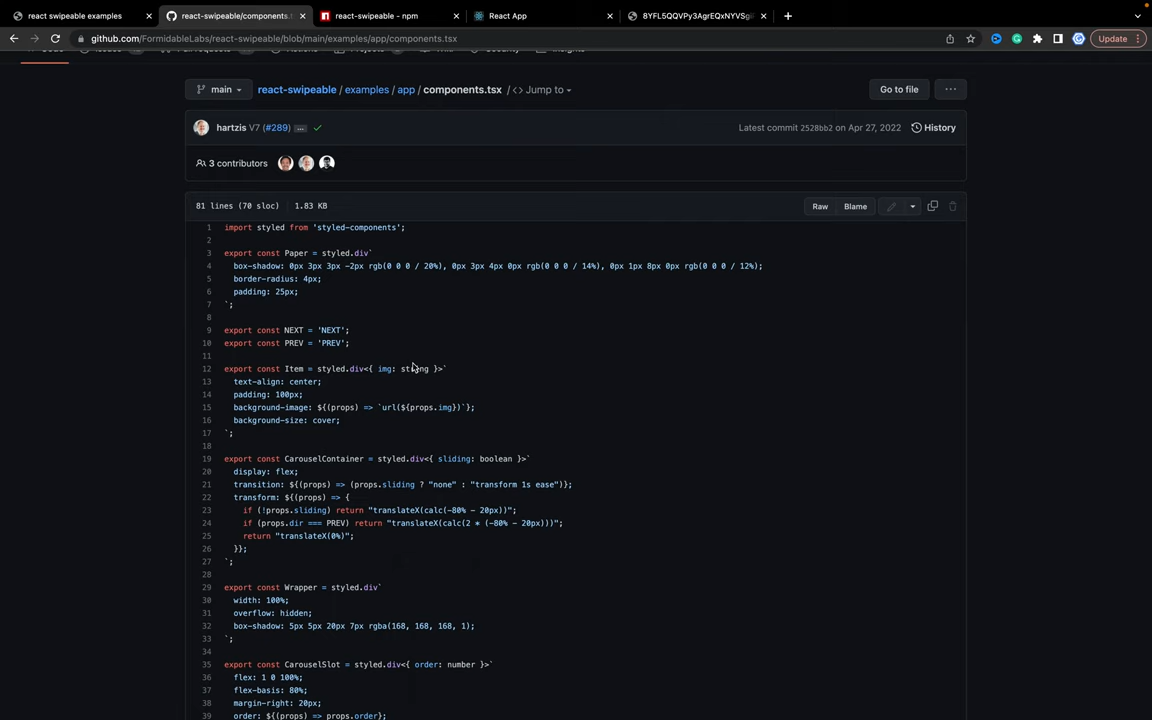 react swipeable examples
react-swipeable/components.t
react-swipeable - npm
React App
8YFL5QQVPy3AgrEQxNYVSg
github.com/FormidableLabs/react-swipeable/blob/main/examples/app/components.tsx
Update
main
react-swipeable / examples / app / components.tsx / <> Jump to
Go to file
...
hartzis V7 (#289) ...
Latest commit 2528bb2 on Apr 27, 2022
History
3 contributors
81 lines (70 sloc) 1.83 KB
Raw
Blame
1 import styled from 'styled-components';
2
3 export const Paper = styled.div`
4 box-shadow: 0px 3px 3px -2px rgb(0 0 0 / 20%), 0px 3px 4px 0px rgb(0 0 0 / 14%), 0px 1px 8px 0px rgb(0 0 0 / 12%);
5 border-radius: 4px;
6 padding: 25px;
7 `;
8
9 export const NEXT = 'NEXT';
10 export const PREV = 'PREV';
11
12 export const Item = styled.div<{ img: string }>`
13 text-align: center;
14 padding: 100px;
15 background-image: ${(props) => `url(${props.img})`};
16 background-size: cover;
17 `;
18
19 export const CarouselContainer = styled.div<{ sliding: boolean }>`
20 display: flex;
21 transition: ${(props) => (props.sliding ? "none" : "transform 1s ease")};
22 transform: ${(props) => {
23 if (!props.sliding) return "translateX(calc(-80% - 20px))";
24 if (props.dir === PREV) return "translateX(calc(2 * (-80% - 20px)))";
25 return "translateX(0%)";
26 }};
27 `;
28
29 export const Wrapper = styled.div`
30 width: 100%;
31 overflow: hidden;
32 box-shadow: 5px 5px 20px 7px rgba(168, 168, 168, 1);
33 `;
34
35 export const CarouselSlot = styled.div<{ order: number }>`
36 flex: 1 0 100%;
37 flex-basis: 80%;
38 margin-right: 20px;
39 order: ${(props) => props.order};